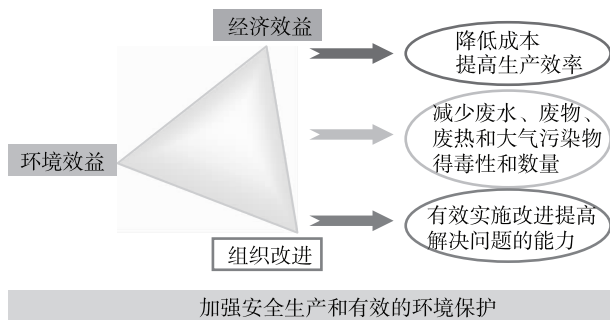 经济效益
降低成本
提高生产效率
减少废水、废物、
废热和大气污染物
得毒性和数量
环境效益
有效实施改进提高
解决问题的能力
组织改进
加强安全生产和有效的环境保护